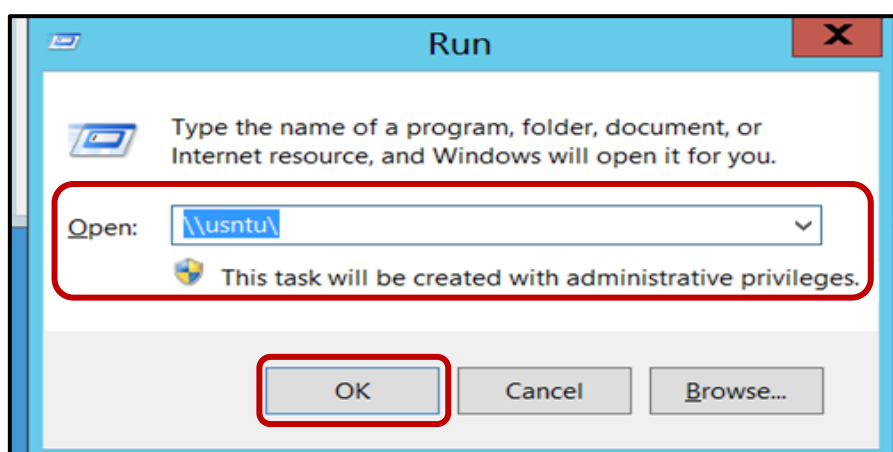 Run
X
Type the name of a program, folder, document, or
Internet resource, and Windows will open it for you.
Open: \\usntu\
This task will be created with administrative privileges.
OK Cancel Browse...